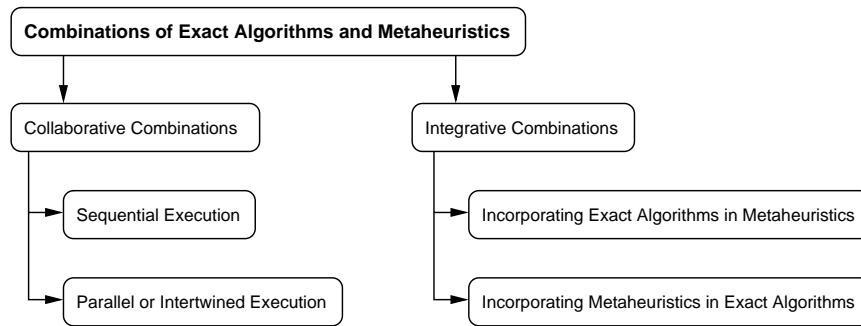 Combinations of Exact Algorithms and Metaheuristics
Collaborative Combinations
Integrative Combinations
Sequential Execution
Incorporating Exact Algorithms in Metaheuristics
Parallel or Intertwined Execution
Incorporating Metaheuristics in Exact Algorithms